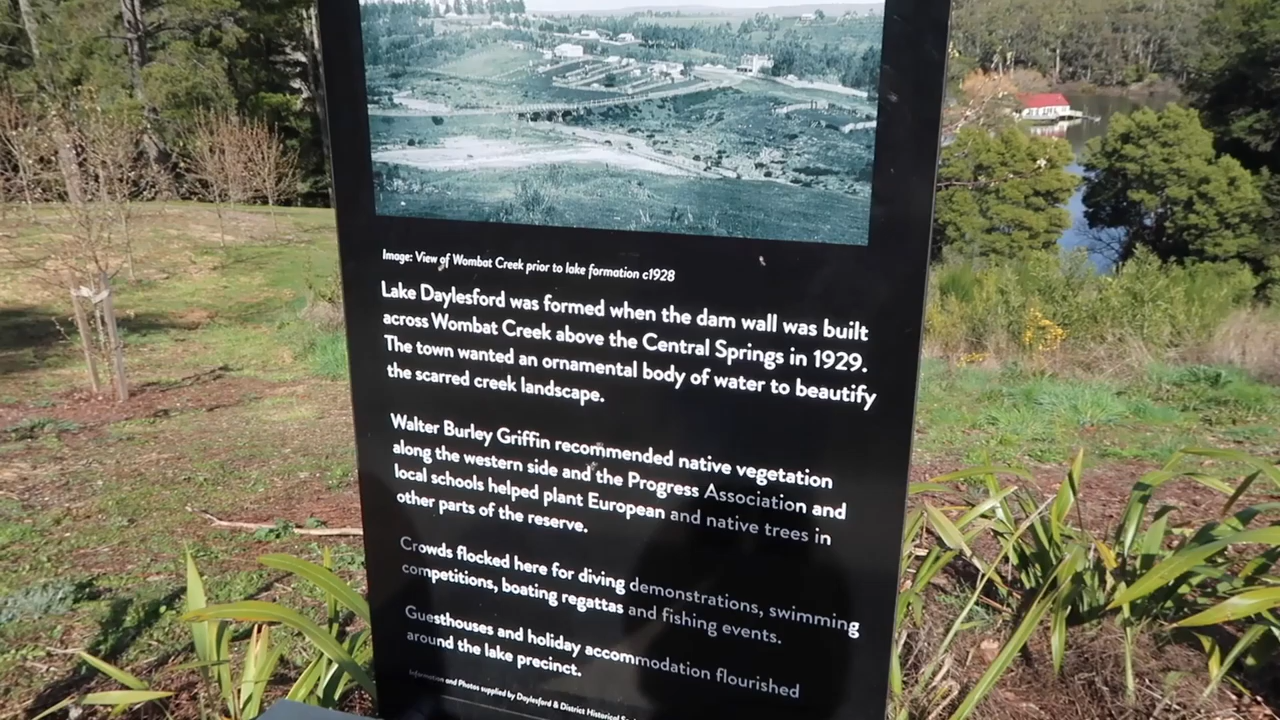 Image: View of Wombat Creek prior to lake formation c1928
Lake Daylesford was formed when the dam wall was built
across Wombat Creek above the Central Springs in 1929.
The town wanted an ornamental body of water to beautify
the scarred creek landscape.
Walter Burley Griffin recommended native vegetation
along the western side and the Progress Association and
local schools helped plant European and native trees in
other parts of the reserve.
Crowds flocked here for diving demonstrations, swimming
competitions, boating regattas and fishing events.
Guesthouses and holiday accommodation flourished
around the lake precinct.
Information and Photos supplied by Daylesford & District Historical